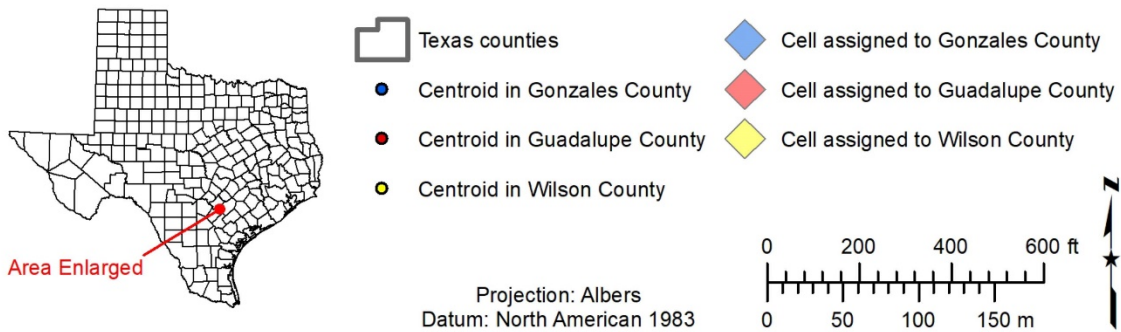 Texas counties
Centroid in Gonzales County
Centroid in Guadalupe County
Centroid in Wilson County
Cell assigned to Gonzales County
Cell assigned to Guadalupe County
Cell assigned to Wilson County
Area Enlarged
Projection: Albers
Datum: North American 1983
0 200 400 600 ft
0 50 100 150 m
N